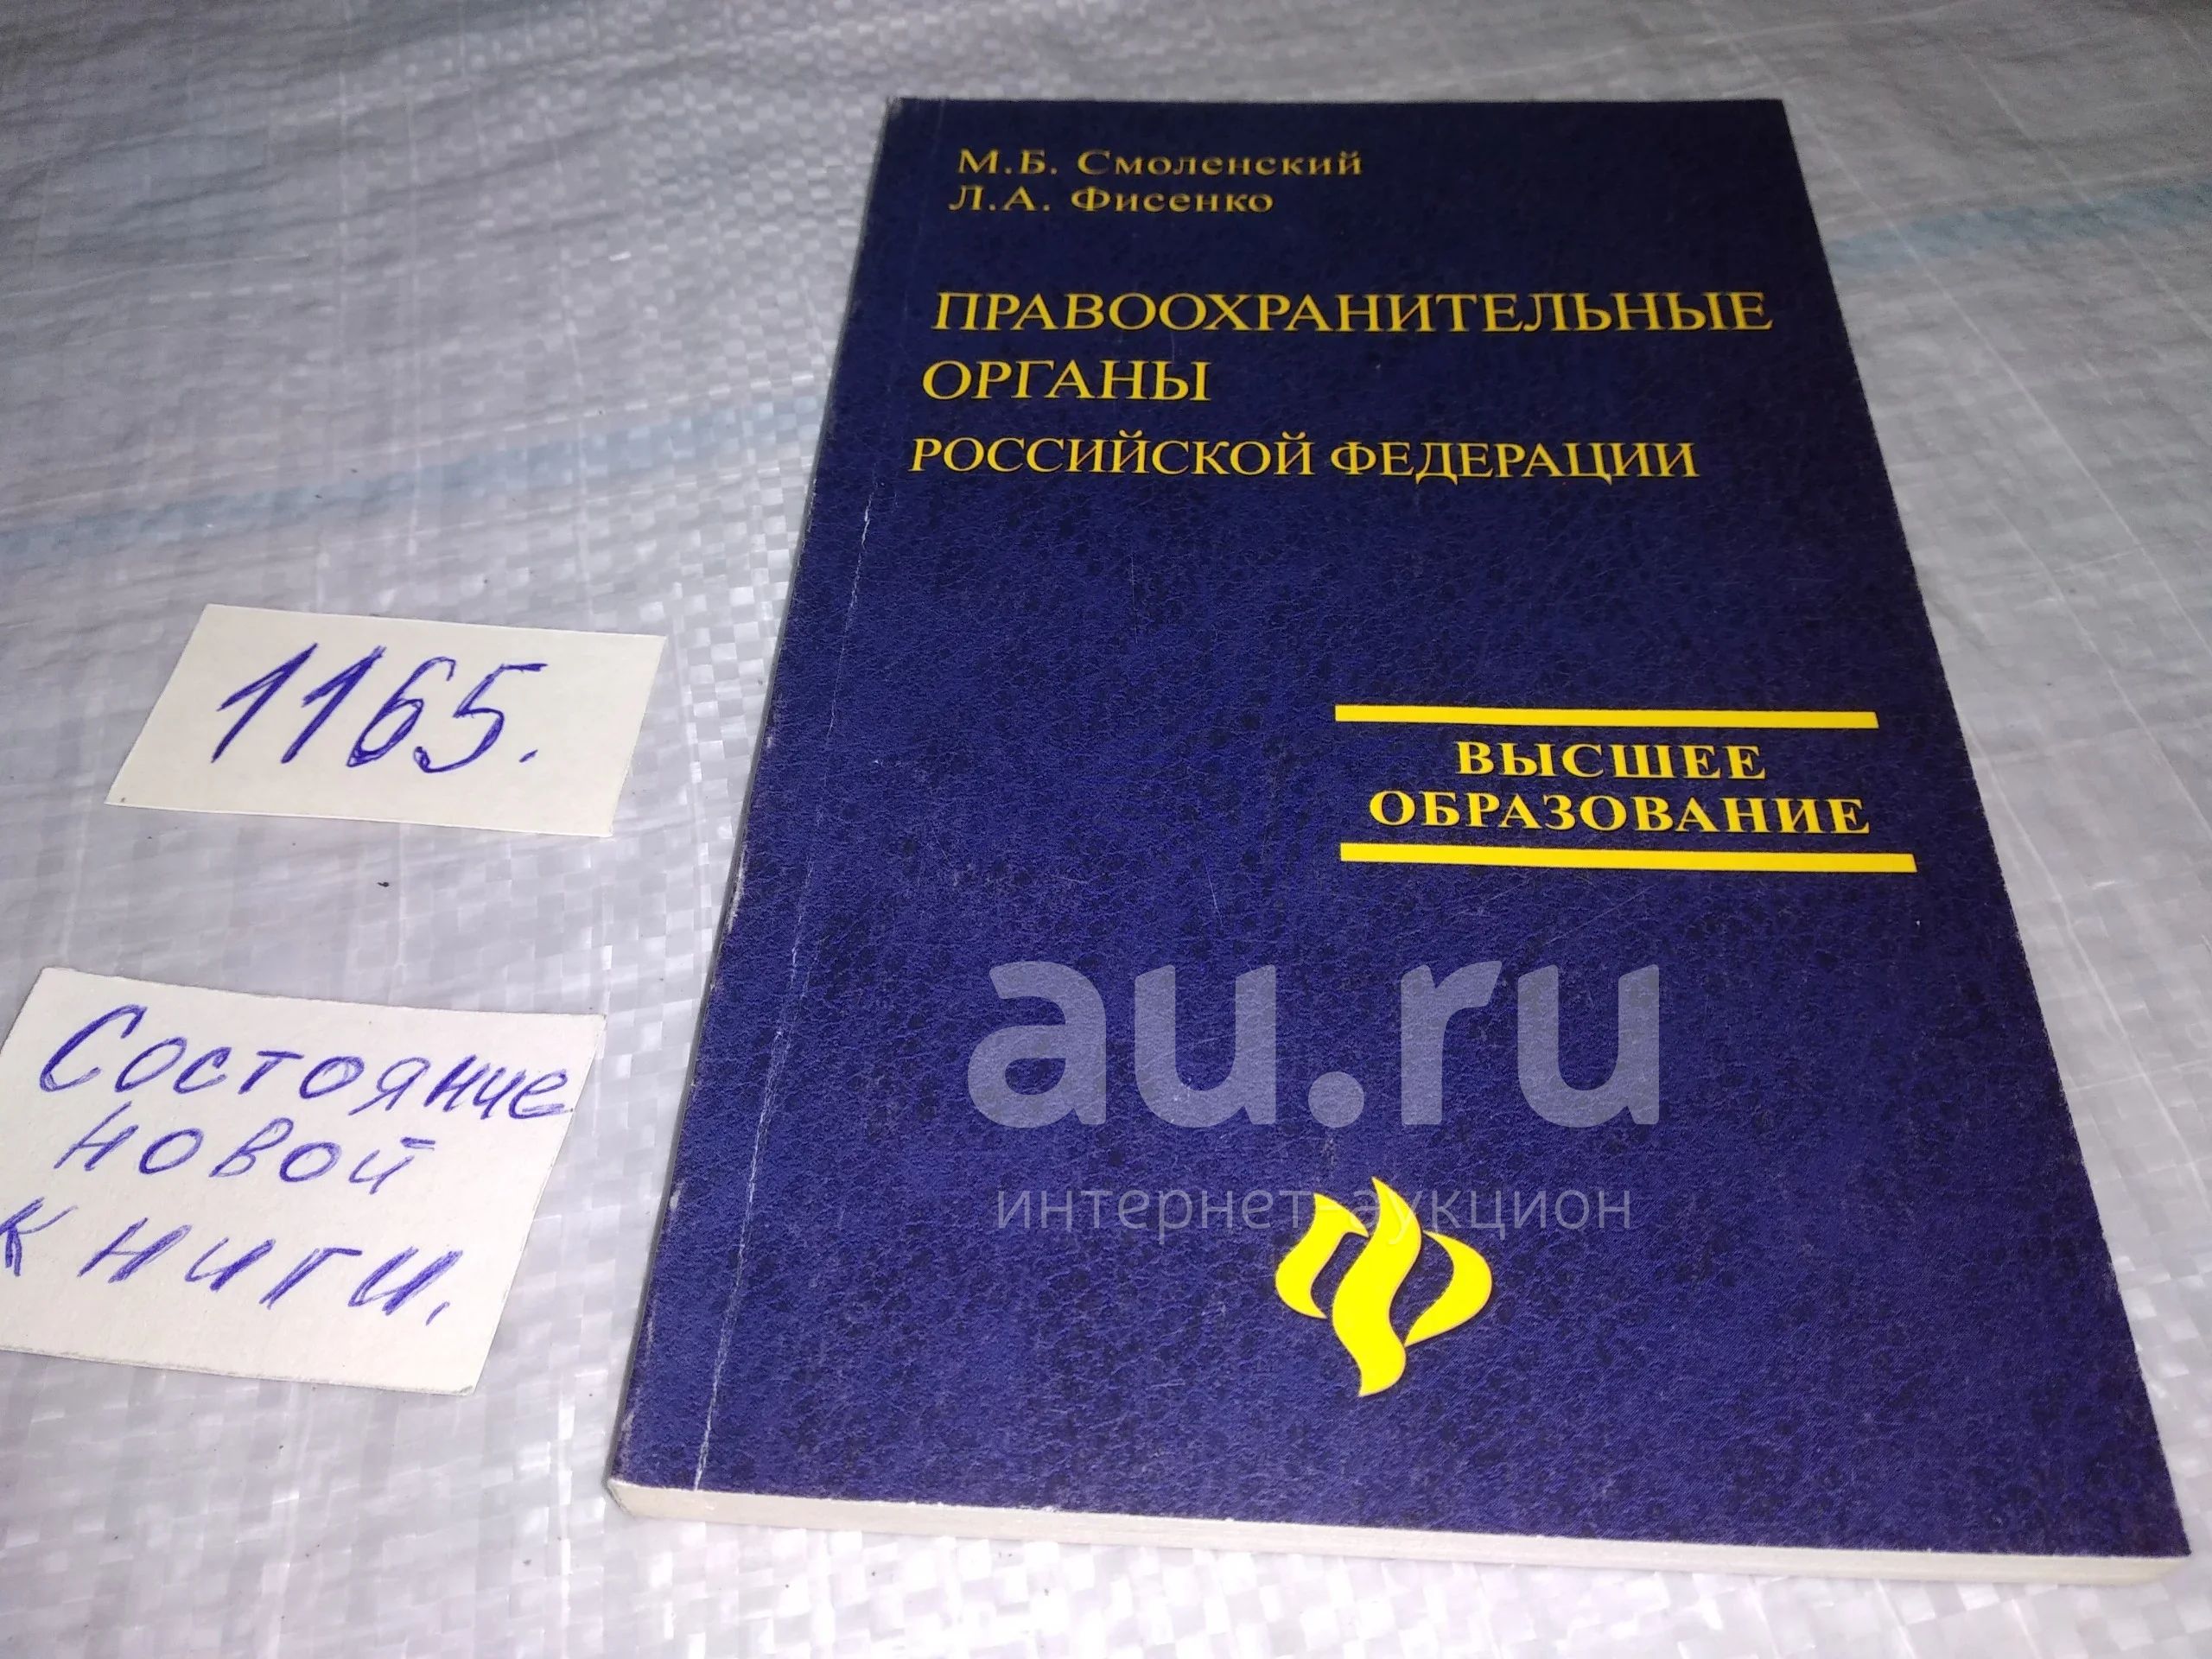 М.Б. Смоленский
Л.А. Фисенко
ПРАВООХРАНИТЕЛЬНЫЕ
ОРГАНЫ
РОССИЙСКОЙ ФЕДЕРАЦИИ
ВЫСШЕЕ
ОБРАЗОВАНИЕ
au.ru
интернет-аукцион
1165.
Состояние
новой
книги.